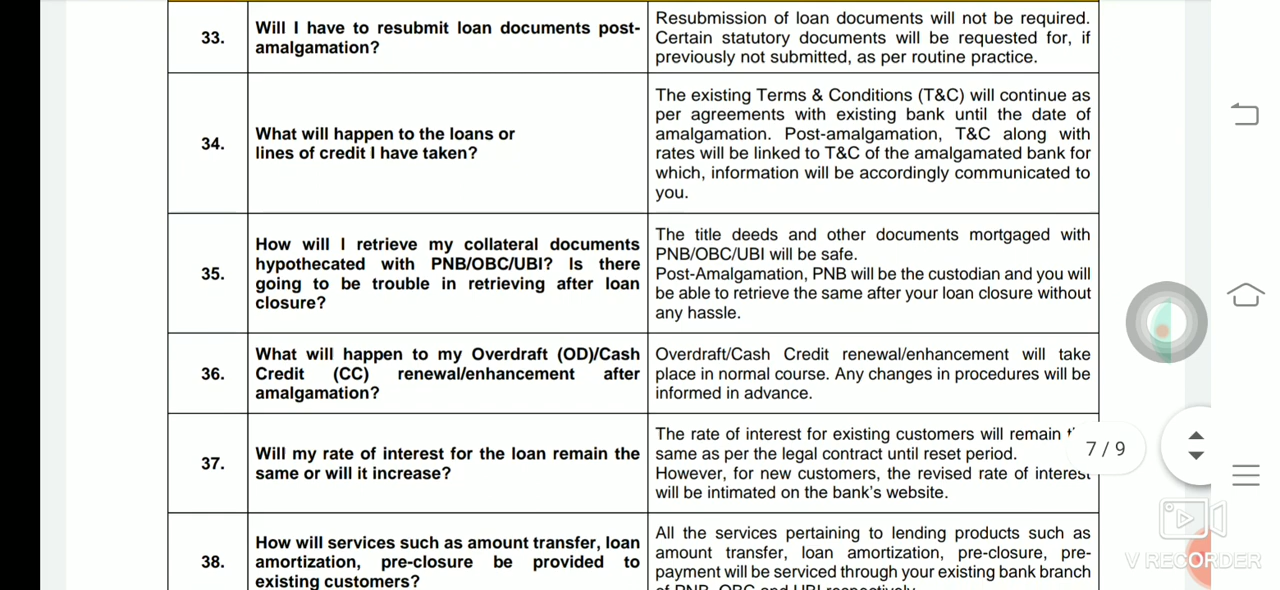 33.
Will I have to resubmit loan documents post-
amalgamation?
Resubmission of loan documents will not be required.
Certain statutory documents will be requested for, if
previously not submitted, as per routine practice.
34.
What will happen to the loans or
lines of credit I have taken?
The existing Terms & Conditions (T&C) will continue as
per agreements with existing bank until the date of
amalgamation. Post-amalgamation, T&C along with
rates will be linked to T&C of the amalgamated bank for
which, information will be accordingly communicated to
you.
35.
How will I retrieve my collateral documents
hypothecated with PNB/OBC/UBI? Is there
going to be trouble in retrieving after loan
closure?
The title deeds and other documents mortgaged with
PNB/OBC/UBI will be safe.
Post-Amalgamation, PNB will be the custodian and you will
be able to retrieve the same after your loan closure without
any hassle.
36.
What will happen to my Overdraft (OD)/Cash
Credit (CC) renewal/enhancement after
amalgamation?
Overdraft/Cash Credit renewal/enhancement will take
place in normal course. Any changes in procedures will be
informed in advance.
37.
Will my rate of interest for the loan remain the
same or will it increase?
The rate of interest for existing customers will remain
same as per the legal contract until reset period.
However, for new customers, the revised rate of interest
will be intimated on the bank's website.
38.
How will services such as amount transfer, loan
amortization, pre-closure be provided to
existing customers?
All the services pertaining to lending products such as
amount transfer, loan amortization, pre-closure, pre-
payment will be serviced through your existing bank branch
of PNB, OBC and UBI respectively
7 / 9
V RECORDER